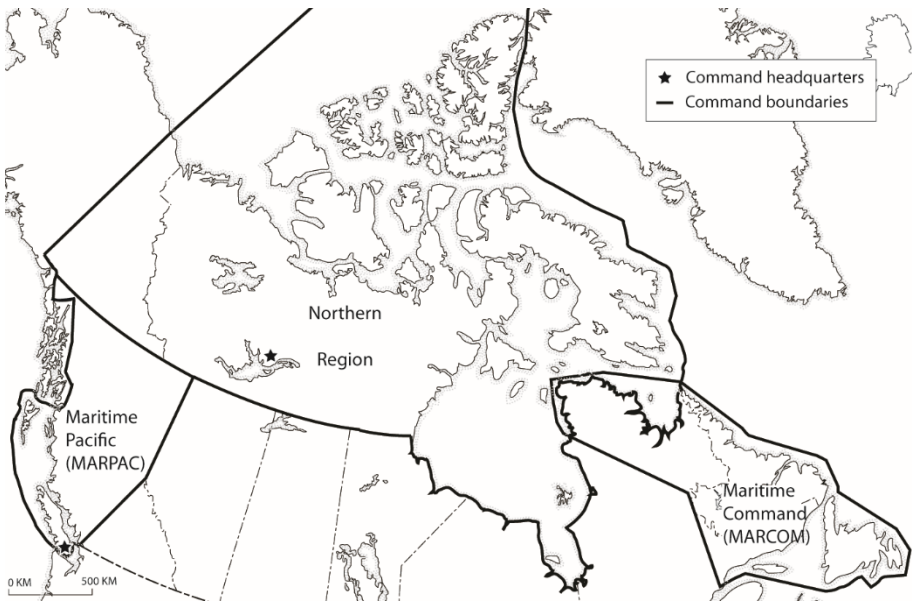 Command headquarters
Command boundaries
Northern
Region
Maritime
Pacific
(MARPAC)
Maritime
Command
(MARCOM)
0 KM 500 KM